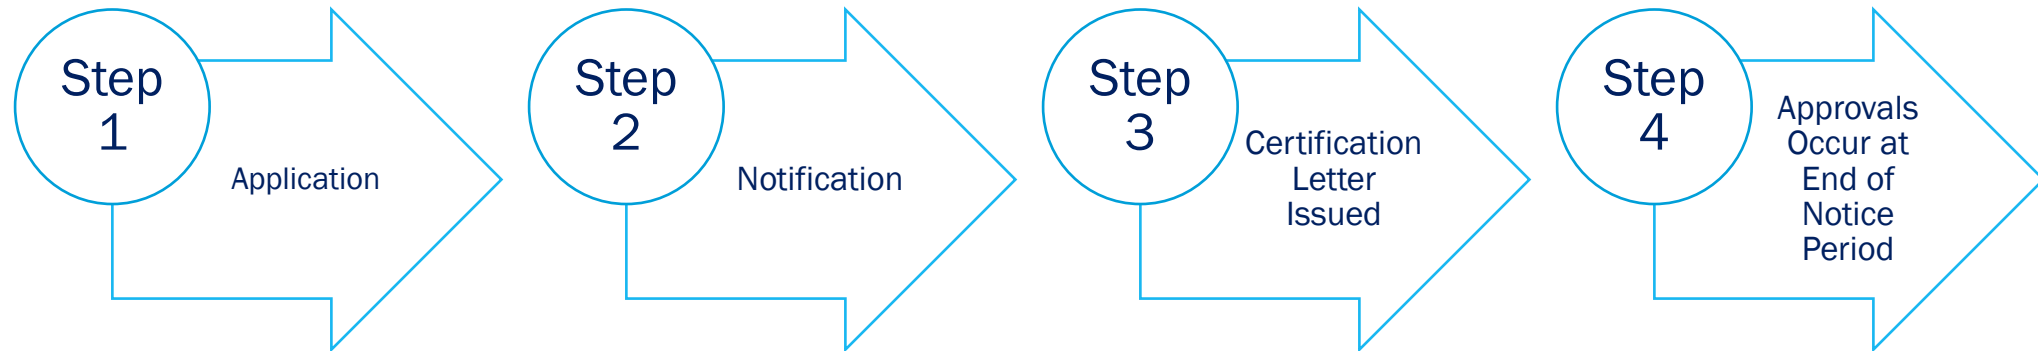 Step
1
Application
Step
2
Notification
Step
3
Certification
Letter
Issued
Step
4
Approvals
Occur at
End of
Notice
Period